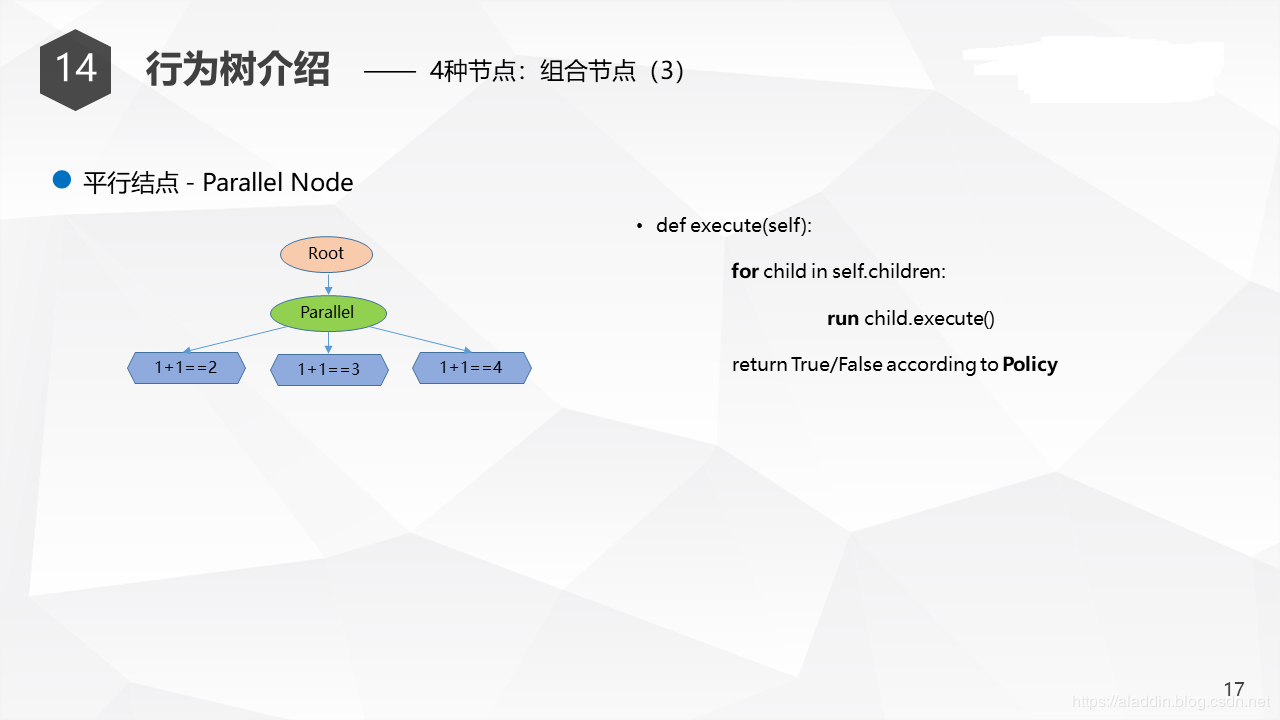 14
行为树介绍 —— 4种节点：组合节点（3）
平行结点 - Parallel Node
Root
Parallel
1+1==2
1+1==3
1+1==4
• def execute(self):
for child in self.children:
run child.execute()
return True/False according to Policy
17
https://aladdin.blog.csdn.net